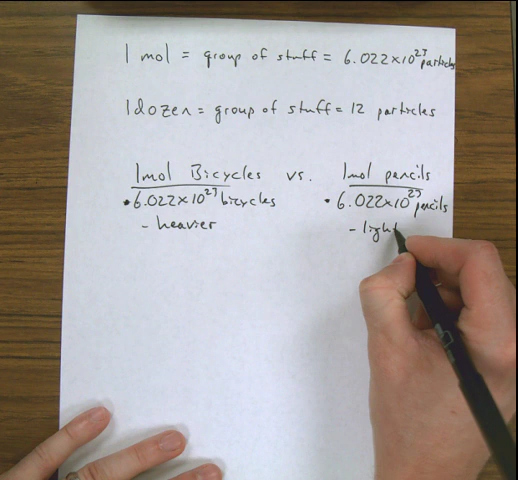 1 mol = group of stuff = 6.022×10²³ particles
1 dozen = group of stuff = 12 particles
1 mol Bicycles vs. 1 mol pencils
• 6.022×10²³ bicycles • 6.022×10²³ pencils
- heavier - light